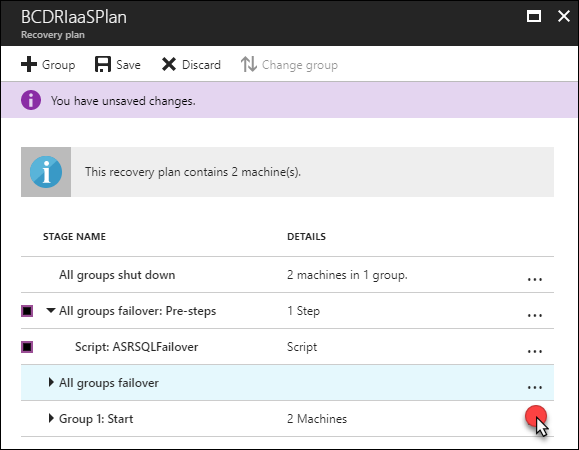 BCDRIaaSPlan
Recovery plan
Group Save Discard Change group
You have unsaved changes.
This recovery plan contains 2 machine(s).
STAGE NAME DETAILS
All groups shut down 2 machines in 1 group. ...
All groups failover: Pre-steps 1 Step ...
Script: ASRSQLFailover Script ...
All groups failover ...
Group 1: Start 2 Machines